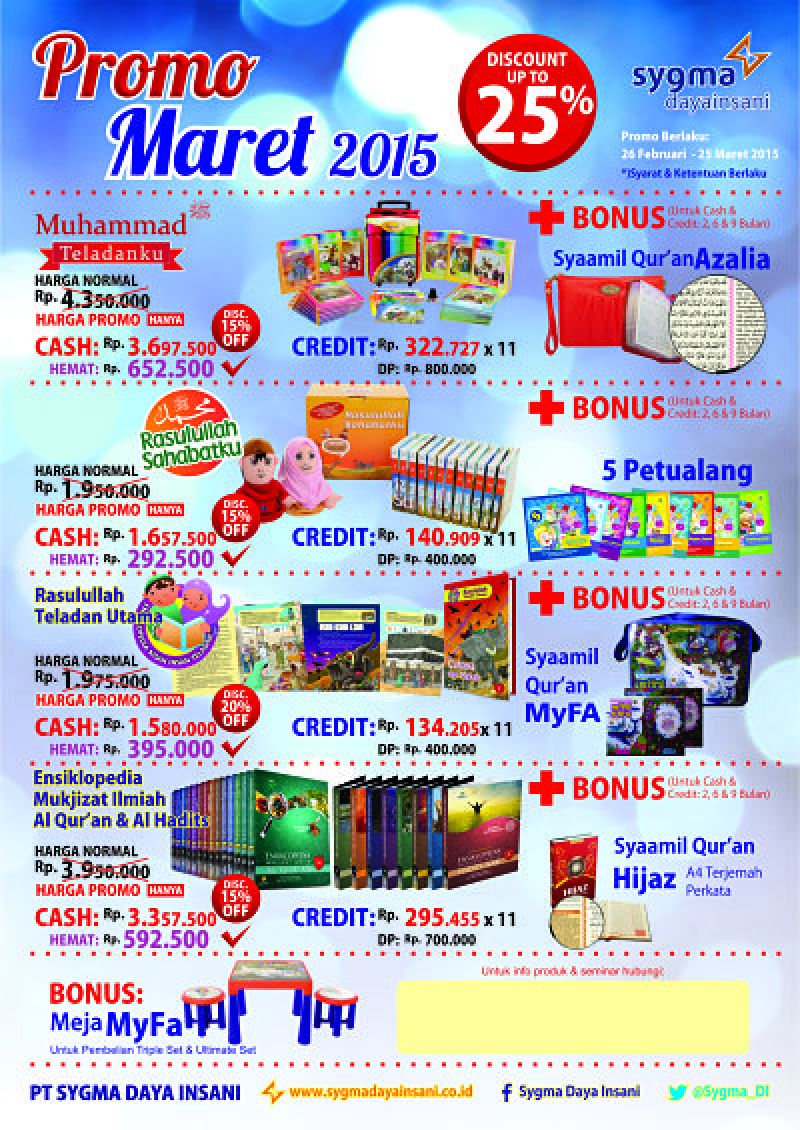 Promo
Maret 2015
DISCOUNT
UP TO
25%
sygma
dayainsani
Promo Berlaku:
26 Februari - 25 Maret 2015
*)Syarat & Ketentuan Berlaku
Muhammad ﷺ
Teladanku
HARGA NORMAL
Rp. 4.350.000
HARGA PROMO HANYA
DISC.
15%
OFF
CASH: Rp. 3.697.500
HEMAT: Rp. 652.500
CREDIT: Rp. 322.727 x 11
DP: Rp. 800.000
+ BONUS (Untuk Cash &
Credit: 2, 6 & 9 Bulan)
Syaamil Qur'an Azalia
Rasulullah
Sahabatku
HARGA NORMAL
Rp. 1.950.000
HARGA PROMO HANYA
DISC.
15%
OFF
CASH: Rp. 1.657.500
HEMAT: Rp. 292.500
Rasulullah
Sahabatku
CREDIT: Rp. 140.909 x 11
DP: Rp. 400.000
+ BONUS (Untuk Cash &
Credit: 2, 6 & 9 Bulan)
5 Petualang
Rasulullah
Teladan Utama
HARGA NORMAL
Rp. 1.975.000
HARGA PROMO HANYA
DISC.
20%
OFF
CASH: Rp. 1.580.000
HEMAT: Rp. 395.000
CREDIT: Rp. 134.205 x 11
DP: Rp. 400.000
+ BONUS (Untuk Cash &
Credit: 2, 6 & 9 Bulan)
Syaamil
Qur'an
MyFA
Ensiklopedia
Mukjizat Ilmiah
Al Qur'an & Al Hadits
HARGA NORMAL
Rp. 3.950.000
HARGA PROMO HANYA
DISC.
15%
OFF
CASH: Rp. 3.357.500
HEMAT: Rp. 592.500
ENSIKLOPEDIA
CREDIT: Rp. 295.455 x 11
DP: Rp. 700.000
+ BONUS (Untuk Cash &
Credit: 2, 6 & 9 Bulan)
HIJAZ
Syaamil Qur'an
Hijaz A4 Terjemah
Perkata
BONUS:
Meja MyFa
Untuk Pembelian Triple Set & Ultimate Set
Untuk info produk & seminar hubungi:
PT SYGMA DAYA INSANI
www.sygmadayainsani.co.id
Sygma Daya Insani
@Sygma_DI